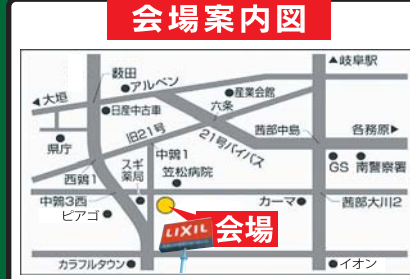 会場案内図
▲岐阜駅
薮田
アルペン
◀大垣
産業会館
日産中古車
六条
旧21号
21号バイパス
茜部中島
各務原▶
県庁
中鶉1
スギ
薬局
笠松病院
GS
南警察署
西鶉1
中鶉3西
ピアゴ
カーマ
茜部大川2
LIXIL
会場
カラフルタウン
イオン